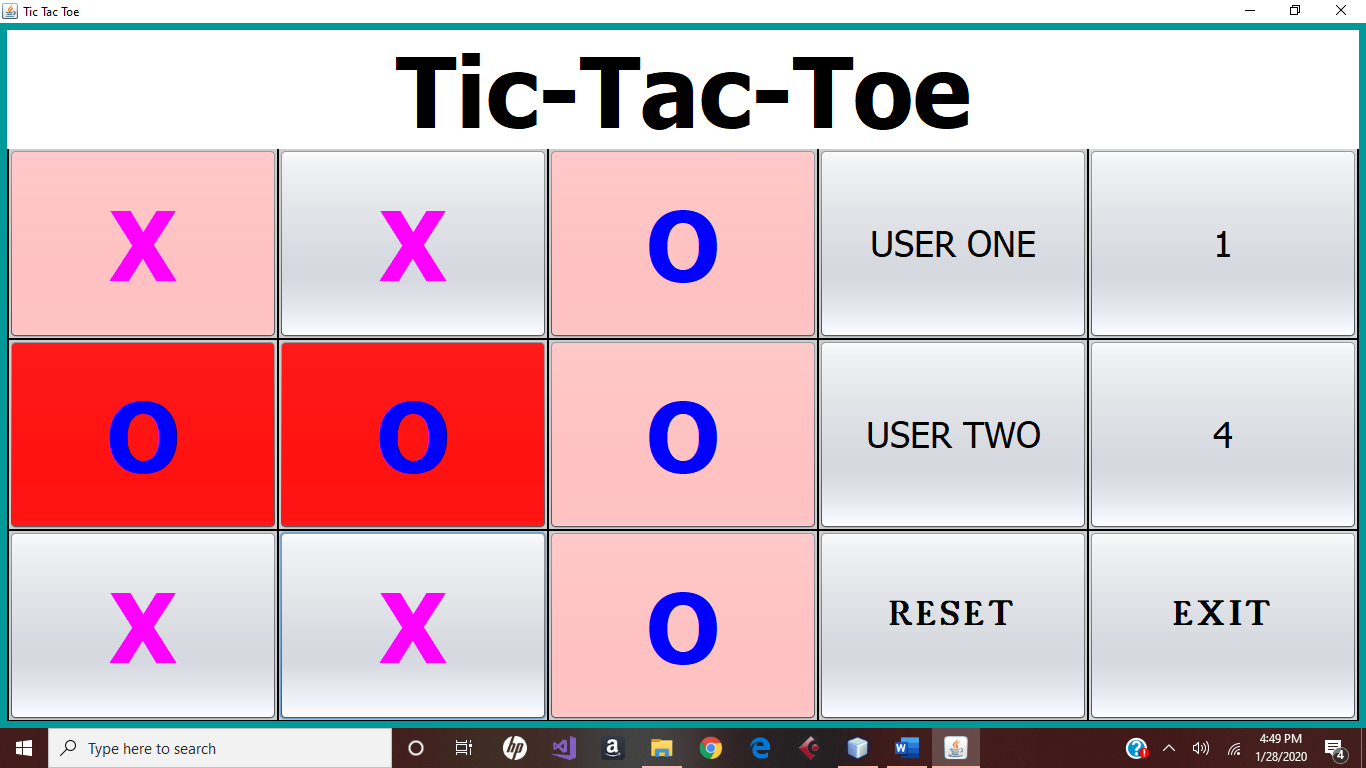 Tic Tac Toe
Tic-Tac-Toe
X X O USER ONE 1
O O O USER TWO 4
X X O RESET EXIT
Type here to search
hp
a
W
4:49 PM
1/28/2020
4